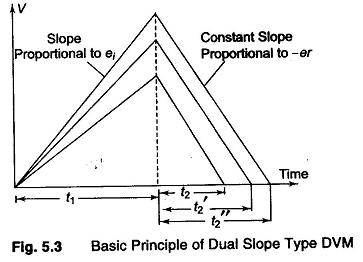 V
Slope
Proportional to ei
Constant Slope
Proportional to –er
Time
t1
t2
t2′
t2″
Fig. 5.3 Basic Principle of Dual Slope Type DVM